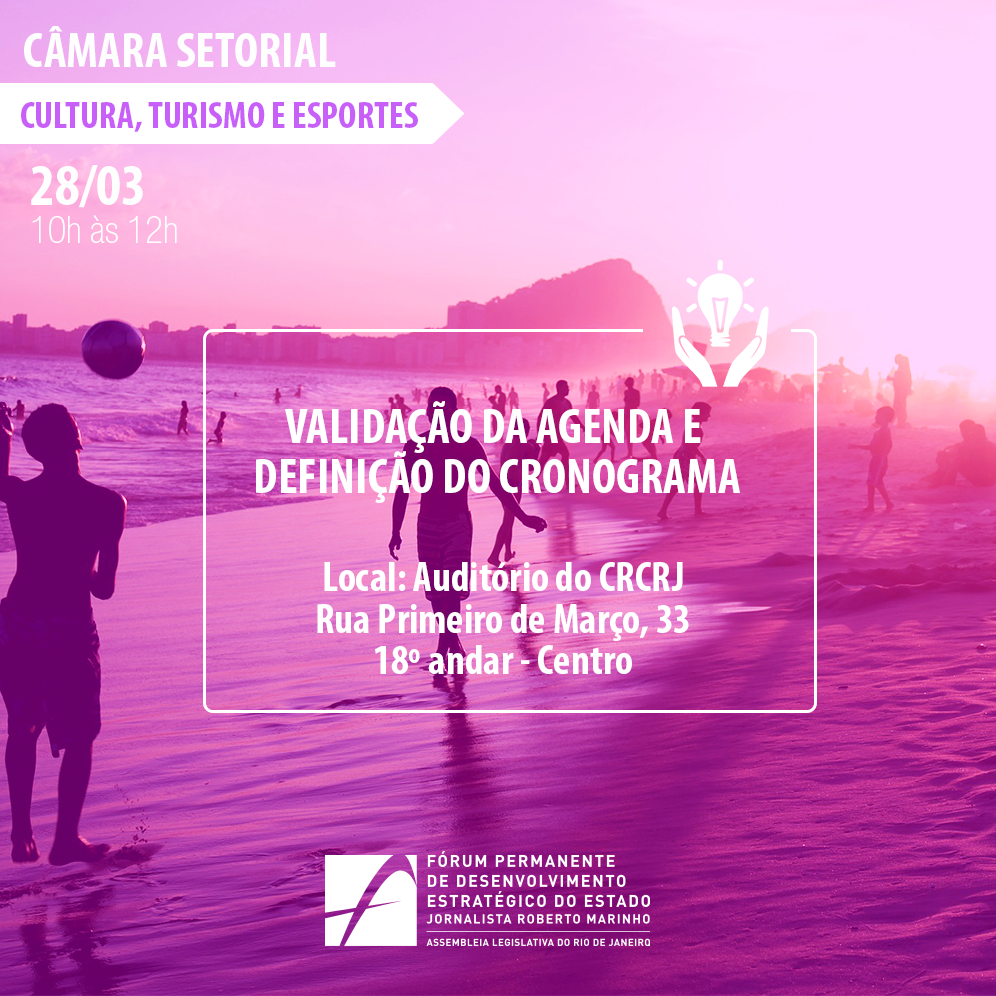 CÂMARA SETORIAL
CULTURA, TURISMO E ESPORTES
28/03
10h às 12h
VALIDAÇÃO DA AGENDA E
DEFINIÇÃO DO CRONOGRAMA
Local: Auditório do CRCRJ
Rua Primeiro de Março, 33
18º andar - Centro
FÓRUM PERMANENTE
DE DESENVOLVIMENTO
ESTRATÉGICO DO ESTADO
JORNALISTA ROBERTO MARINHO
ASSEMBLEIA LEGISLATIVA DO RIO DE JANEIRO